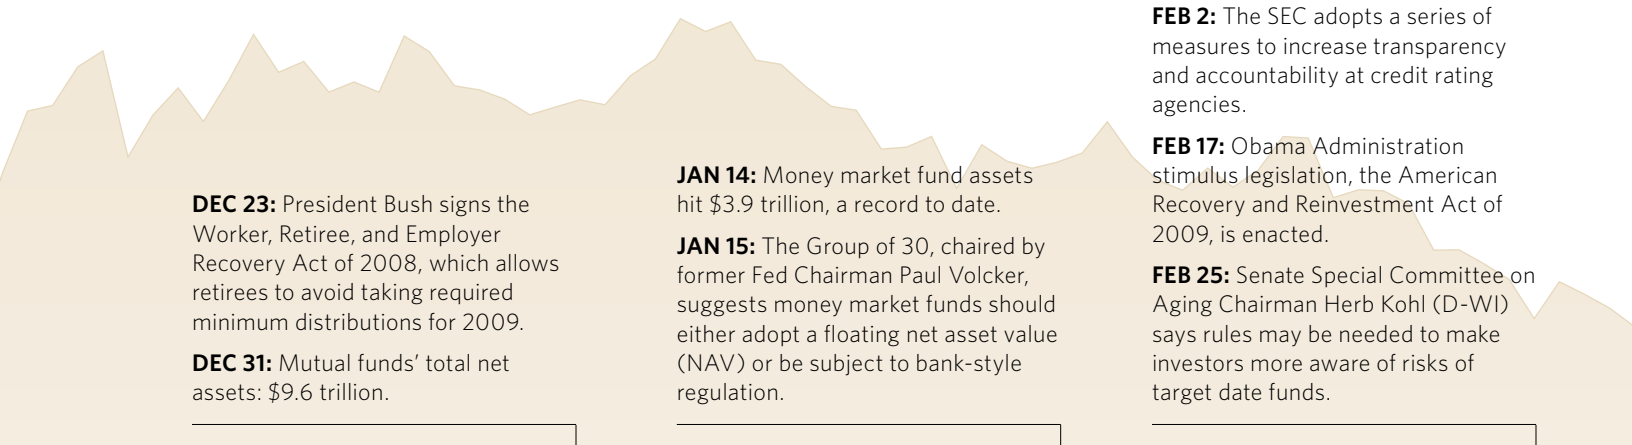 DEC 23: President Bush signs the
Worker, Retiree, and Employer
Recovery Act of 2008, which allows
retirees to avoid taking required
minimum distributions for 2009.
DEC 31: Mutual funds’ total net
assets: $9.6 trillion.
JAN 14: Money market fund assets
hit $3.9 trillion, a record to date.
JAN 15: The Group of 30, chaired by
former Fed Chairman Paul Volcker,
suggests money market funds should
either adopt a floating net asset value
(NAV) or be subject to bank-style
regulation.
FEB 2: The SEC adopts a series of
measures to increase transparency
and accountability at credit rating
agencies.
FEB 17: Obama Administration
stimulus legislation, the American
Recovery and Reinvestment Act of
2009, is enacted.
FEB 25: Senate Special Committee on
Aging Chairman Herb Kohl (D-WI)
says rules may be needed to make
investors more aware of risks of
target date funds.